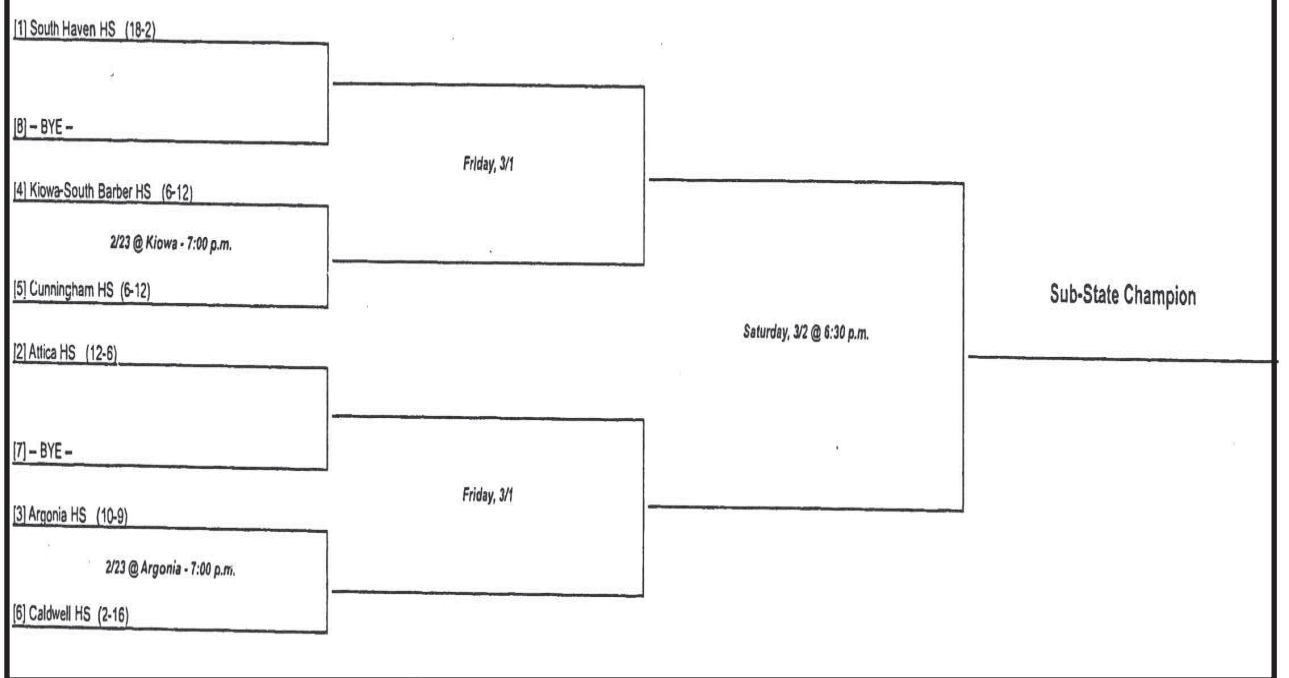 [1] South Haven HS (18-2)
[8] – BYE –
Friday, 3/1
[4] Kiowa-South Barber HS (6-12)
2/23 @ Kiowa - 7:00 p.m.
[5] Cunningham HS (6-12)
Sub-State Champion
Saturday, 3/2 @ 6:30 p.m.
[2] Attica HS (12-6)
[7] – BYE –
Friday, 3/1
[3] Argonia HS (10-9)
2/23 @ Argonia - 7:00 p.m.
[6] Caldwell HS (2-16)